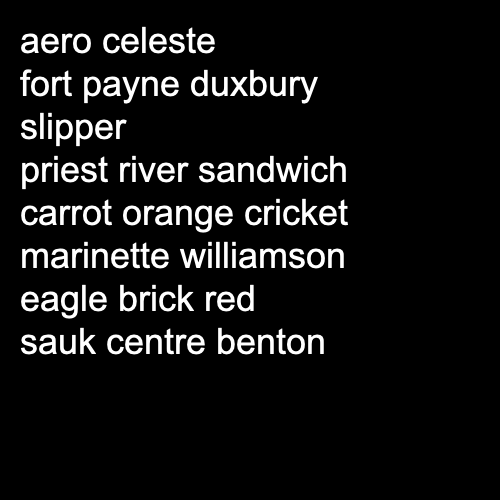 aero celeste
fort payne duxbury
slipper
priest river sandwich
carrot orange cricket
marinette williamson
eagle brick red
sauk centre benton